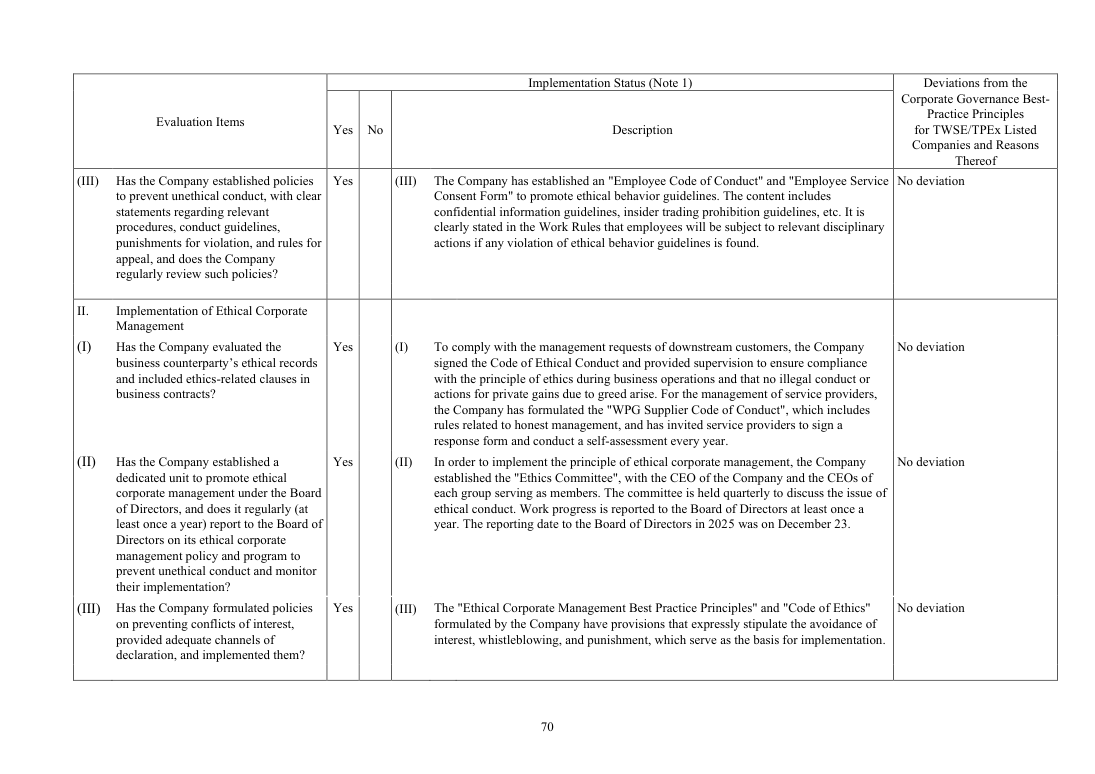 Evaluation Items
Implementation Status (Note 1)
Yes
No
Description
Deviations from the
Corporate Governance Best-
Practice Principles
for TWSE/TPEx Listed
Companies and Reasons
Thereof
(III) Has the Company established policies
to prevent unethical conduct, with clear
statements regarding relevant
procedures, conduct guidelines,
punishments for violation, and rules for
appeal, and does the Company
regularly review such policies?
Yes
(III) The Company has established an "Employee Code of Conduct" and "Employee Service
Consent Form" to promote ethical behavior guidelines. The content includes
confidential information guidelines, insider trading prohibition guidelines, etc. It is
clearly stated in the Work Rules that employees will be subject to relevant disciplinary
actions if any violation of ethical behavior guidelines is found.
No deviation
II. Implementation of Ethical Corporate
Management
(I) Has the Company evaluated the
business counterparty’s ethical records
and included ethics-related clauses in
business contracts?
Yes
(I) To comply with the management requests of downstream customers, the Company
signed the Code of Ethical Conduct and provided supervision to ensure compliance
with the principle of ethics during business operations and that no illegal conduct or
actions for private gains due to greed arise. For the management of service providers,
the Company has formulated the "WPG Supplier Code of Conduct", which includes
rules related to honest management, and has invited service providers to sign a
response form and conduct a self-assessment every year.
No deviation
(II) Has the Company established a
dedicated unit to promote ethical
corporate management under the Board
of Directors, and does it regularly (at
least once a year) report to the Board of
Directors on its ethical corporate
management policy and program to
prevent unethical conduct and monitor
their implementation?
Yes
(II) In order to implement the principle of ethical corporate management, the Company
established the "Ethics Committee", with the CEO of the Company and the CEOs of
each group serving as members. The committee is held quarterly to discuss the issue of
ethical conduct. Work progress is reported to the Board of Directors at least once a
year. The reporting date to the Board of Directors in 2025 was on December 23.
No deviation
(III) Has the Company formulated policies
on preventing conflicts of interest,
provided adequate channels of
declaration, and implemented them?
Yes
(III) The "Ethical Corporate Management Best Practice Principles" and "Code of Ethics"
formulated by the Company have provisions that expressly stipulate the avoidance of
interest, whistleblowing, and punishment, which serve as the basis for implementation.
No deviation
70